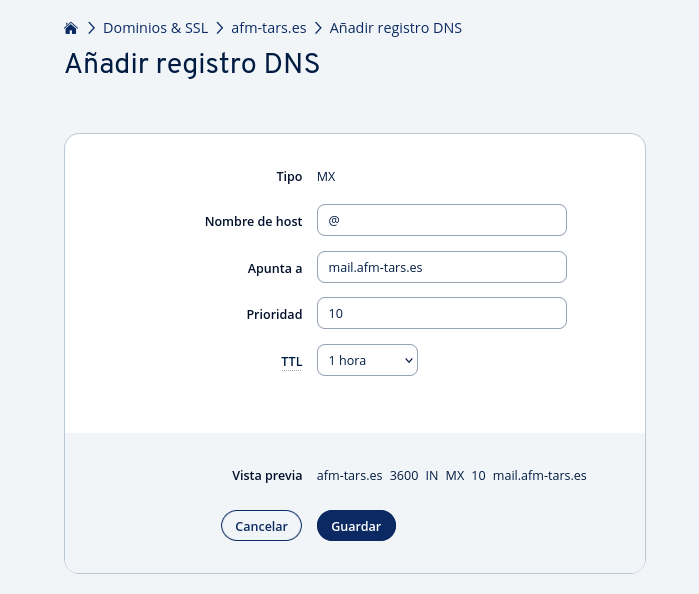 Dominios & SSL > afm-tars.es > Añadir registro DNS
Añadir registro DNS
Tipo MX
Nombre de host @
Apunta a mail.afm-tars.es
Prioridad 10
TTL 1 hora
Vista previa afm-tars.es 3600 IN MX 10 mail.afm-tars.es
Cancelar Guardar